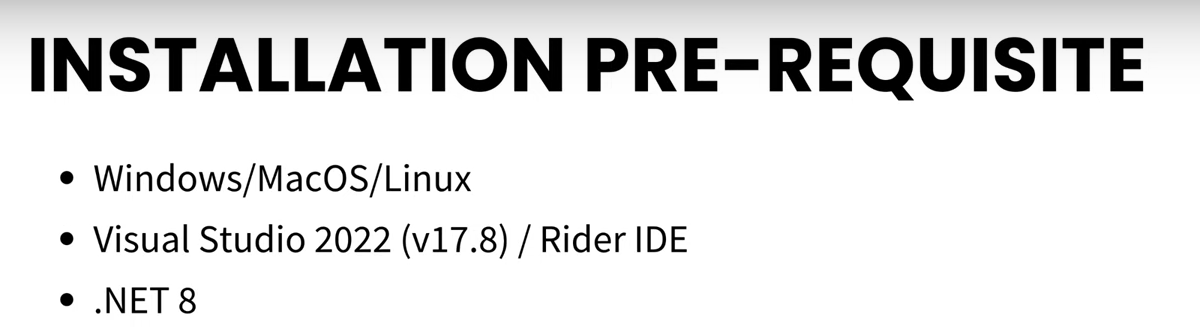 INSTALLATION PRE-REQUISITE
• Windows/MacOS/Linux
• Visual Studio 2022 (v17.8) / Rider IDE
• .NET 8